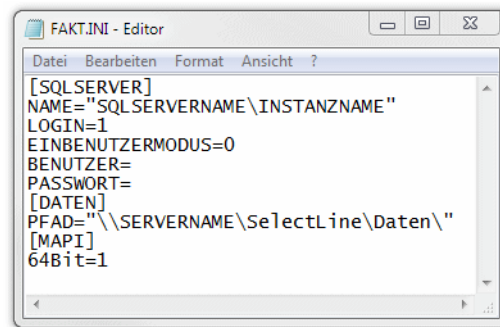 FAKT.INI - Editor
Datei Bearbeiten Format Ansicht ?
[SQLSERVER]
NAME="SQLSERVERNAME\INSTANZNAME"
LOGIN=1
EINBENUTZERMODUS=0
BENUTZER=
PASSWORT=
[DATEN]
PFAD="\\SERVERNAME\SelectLine\Daten\"
[MAPI]
64Bit=1